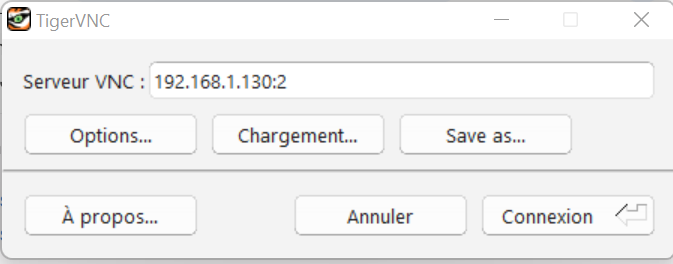 TigerVNC
Serveur VNC : 192.168.1.130:2
Options... Chargement... Save as...
À propos... Annuler Connexion